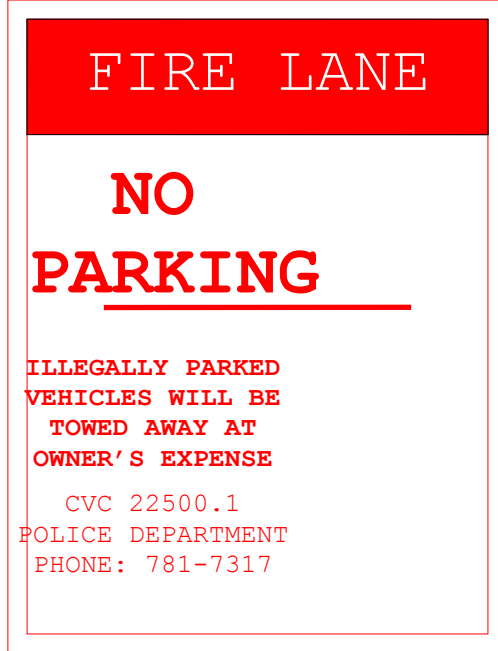 FIRE LANE
NO
PARKING
ILLEGALLY PARKED
VEHICLES WILL BE
TOWED AWAY AT
OWNER’S EXPENSE
CVC 22500.1
POLICE DEPARTMENT
PHONE: 781-7317